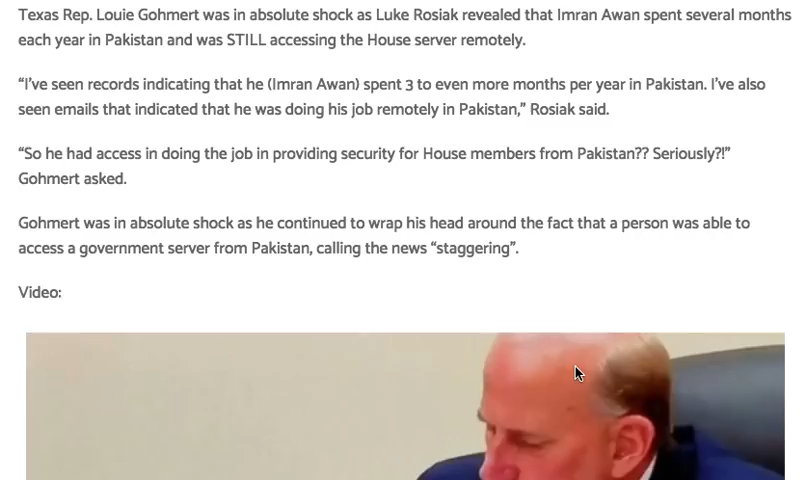 Texas Rep. Louie Gohmert was in absolute shock as Luke Rosiak revealed that Imran Awan spent several months
each year in Pakistan and was STILL accessing the House server remotely.
“I’ve seen records indicating that he (Imran Awan) spent 3 to even more months per year in Pakistan. I’ve also
seen emails that indicated that he was doing his job remotely in Pakistan,” Rosiak said.
“So he had access in doing the job in providing security for House members from Pakistan?? Seriously?!”
Gohmert asked.
Gohmert was in absolute shock as he continued to wrap his head around the fact that a person was able to
access a government server from Pakistan, calling the news “staggering”.
Video: